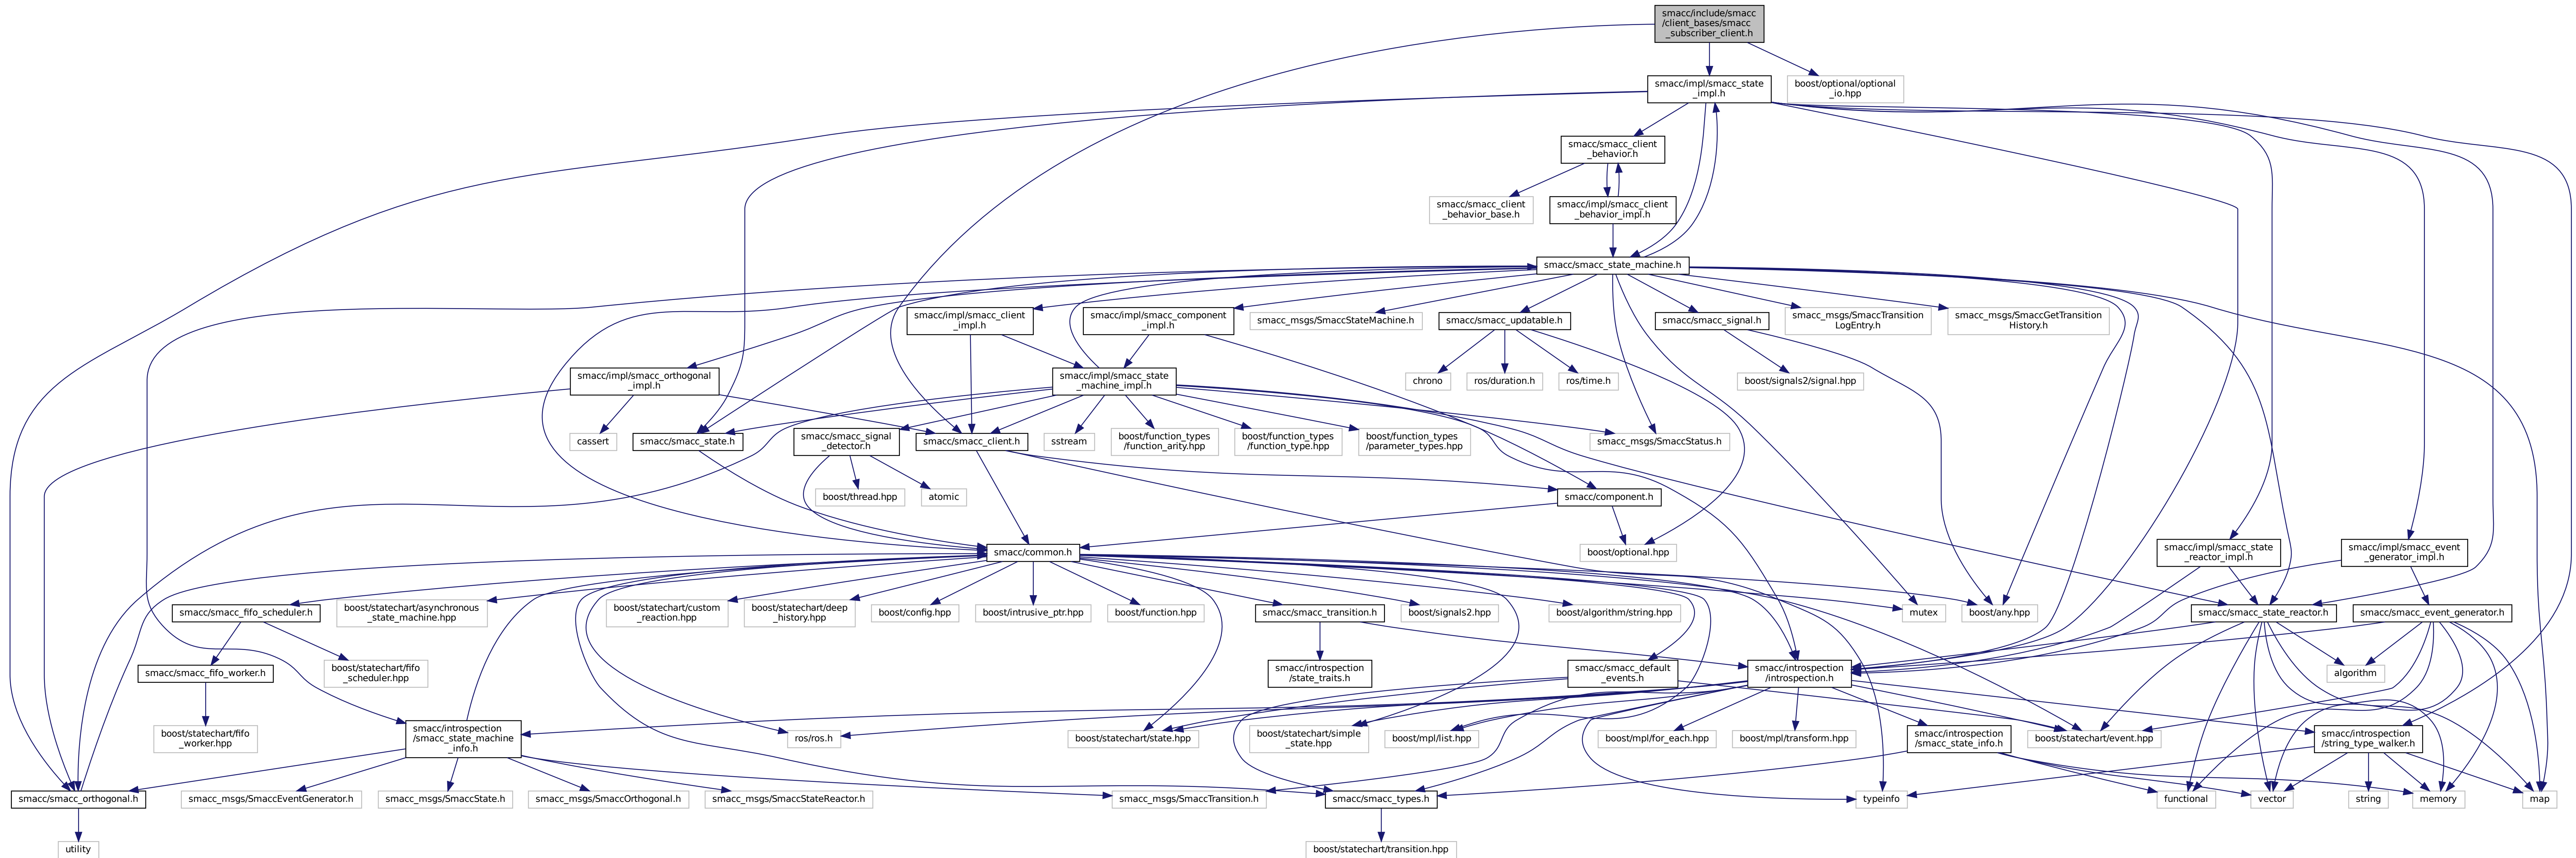 smacc/include/smacc
/client_bases/smacc
_subscriber_client.h
smacc/impl/smacc_state
_impl.h
boost/optional/optional
_io.hpp
smacc/smacc_client
_behavior.h
smacc/smacc_client
_behavior_base.h
smacc/impl/smacc_client
_behavior_impl.h
smacc/smacc_state_machine.h
smacc/impl/smacc_client
_impl.h
smacc/impl/smacc_component
_impl.h
smacc_msgs/SmaccStateMachine.h
smacc/smacc_updatable.h
smacc/smacc_signal.h
smacc_msgs/SmaccTransition
LogEntry.h
smacc_msgs/SmaccGetTransition
History.h
smacc/impl/smacc_orthogonal
_impl.h
smacc/impl/smacc_state
_machine_impl.h
chrono
ros/duration.h
ros/time.h
boost/signals2/signal.hpp
cassert
smacc/smacc_state.h
smacc/smacc_signal
_detector.h
smacc/smacc_client.h
sstream
boost/function_types
/function_arity.hpp
boost/function_types
/function_type.hpp
boost/function_types
/parameter_types.hpp
smacc_msgs/SmaccStatus.h
boost/thread.hpp
atomic
smacc/component.h
smacc/common.h
boost/optional.hpp
smacc/impl/smacc_state
_reactor_impl.h
smacc/impl/smacc_event
_generator_impl.h
smacc/smacc_fifo_scheduler.h
boost/statechart/asynchronous
_state_machine.hpp
boost/statechart/custom
_reaction.hpp
boost/statechart/deep
_history.hpp
boost/config.hpp
boost/intrusive_ptr.hpp
boost/function.hpp
smacc/smacc_transition.h
boost/signals2.hpp
boost/algorithm/string.hpp
mutex
boost/any.hpp
smacc/smacc_state_reactor.h
smacc/smacc_event_generator.h
smacc/smacc_fifo_worker.h
boost/statechart/fifo
_scheduler.hpp
smacc/introspection
/state_traits.h
smacc/smacc_default
_events.h
smacc/introspection
/introspection.h
algorithm
boost/statechart/fifo
_worker.hpp
smacc/introspection
/smacc_state_machine
_info.h
ros/ros.h
boost/statechart/state.hpp
boost/statechart/simple
_state.hpp
boost/mpl/list.hpp
boost/mpl/for_each.hpp
boost/mpl/transform.hpp
smacc/introspection
/smacc_state_info.h
boost/statechart/event.hpp
smacc/introspection
/string_type_walker.h
smacc/smacc_orthogonal.h
smacc_msgs/SmaccEventGenerator.h
smacc_msgs/SmaccState.h
smacc_msgs/SmaccOrthogonal.h
smacc_msgs/SmaccStateReactor.h
smacc_msgs/SmaccTransition.h
smacc/smacc_types.h
typeinfo
functional
vector
string
memory
map
utility
boost/statechart/transition.hpp